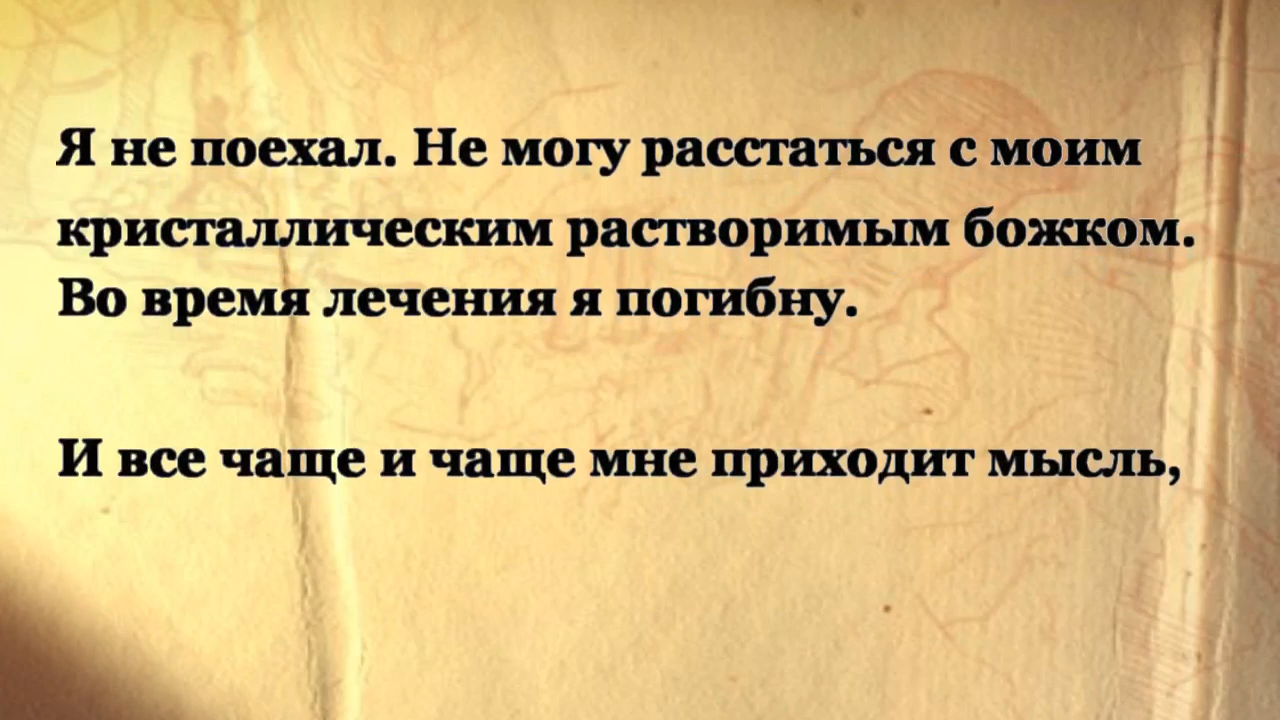 Я не поехал. Не могу расстаться с моим
кристаллическим растворимым божком.
Во время лечения я погибну.
И все чаще и чаще мне приходит мысль,